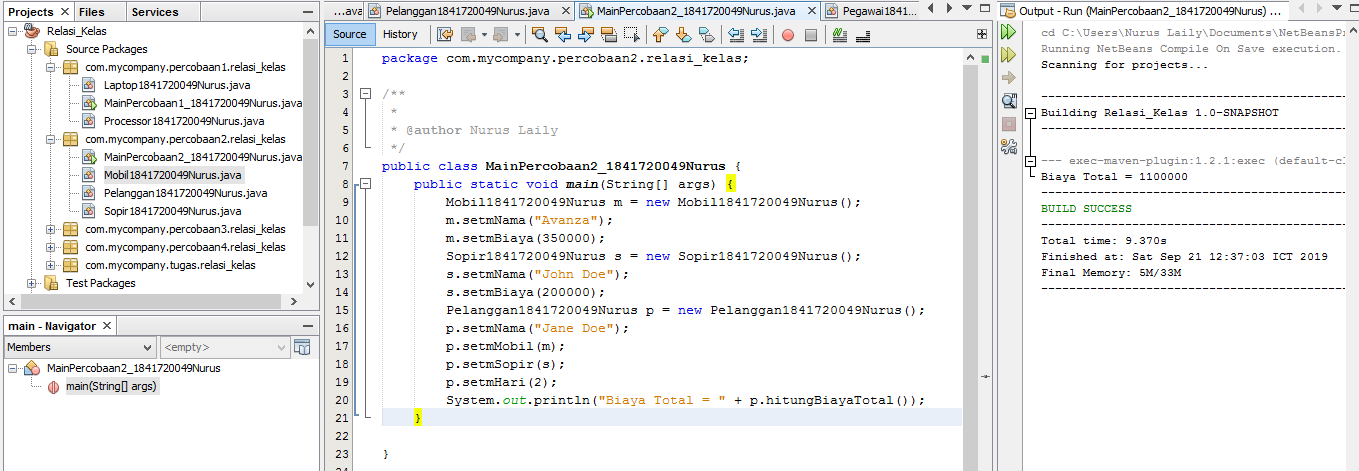 Projects × Files Services
Relasi_Kelas
Source Packages
com.mycompany.percobaan1.relasi_kelas
Laptop1841720049Nurus.java
MainPercobaan1_1841720049Nurus.java
Processor1841720049Nurus.java
com.mycompany.percobaan2.relasi_kelas
MainPercobaan2_1841720049Nurus.java
Mobil1841720049Nurus.java
Pelanggan1841720049Nurus.java
Sopir1841720049Nurus.java
com.mycompany.percobaan3.relasi_kelas
com.mycompany.percobaan4.relasi_kelas
com.mycompany.tugas.relasi_kelas
Test Packages
main - Navigator ×
Members <empty>
MainPercobaan2_1841720049Nurus
main(String[] args)
...ava Pelanggan1841720049Nurus.java MainPercobaan2_1841720049Nurus.java Pegawai1841...
Source History
1 package com.mycompany.percobaan2.relasi_kelas;
2
3 /**
4 *
5 * @author Nurus Laily
6 */
7 public class MainPercobaan2_1841720049Nurus {
8 public static void main(String[] args) {
9 Mobil1841720049Nurus m = new Mobil1841720049Nurus();
10 m.setmNama("Avanza");
11 m.setmBiaya(350000);
12 Sopir1841720049Nurus s = new Sopir1841720049Nurus();
13 s.setmNama("John Doe");
14 s.setmBiaya(200000);
15 Pelanggan1841720049Nurus p = new Pelanggan1841720049Nurus();
16 p.setmNama("Jane Doe");
17 p.setmMobil(m);
18 p.setmSopir(s);
19 p.setmHari(2);
20 System.out.println("Biaya Total = " + p.hitungBiayaTotal());
21 }
22
23 }
Output - Run (MainPercobaan2_1841720049Nurus) ...
cd C:\Users\Nurus Laily\Documents\NetBeansPr
Running NetBeans Compile On Save execution.
Scanning for projects...
Building Relasi_Kelas 1.0-SNAPSHOT
--- exec-maven-plugin:1.2.1:exec (default-cl
Biaya Total = 1100000
BUILD SUCCESS
Total time: 9.370s
Finished at: Sat Sep 21 12:37:03 ICT 2019
Final Memory: 5M/33M